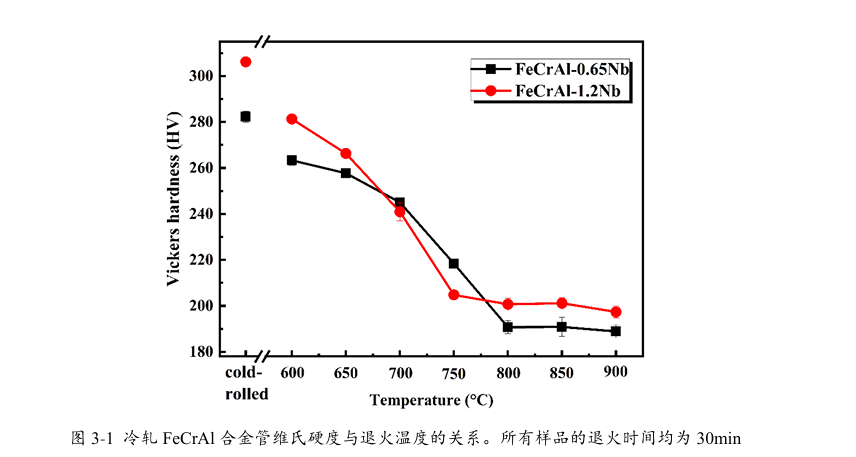 FeCrAl-0.65Nb
FeCrAl-1.2Nb
Vickers hardness (HV)
300
280
260
240
220
200
180
cold-
rolled
600 650 700 750 800 850 900
Temperature (°C)
图 3-1 冷轧 FeCrAl 合金管维氏硬度与退火温度的关系。所有样品的退火时间均为 30min